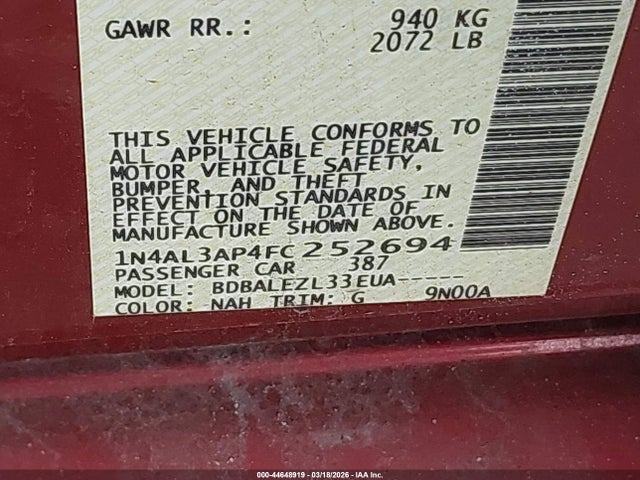 GAWR RR.: 940 KG
2072 LB
THIS VEHICLE CONFORMS TO
ALL APPLICABLE FEDERAL
MOTOR VEHICLE SAFETY,
BUMPER, AND THEFT
PREVENTION STANDARDS IN
EFFECT ON THE DATE OF
MANUFACTURE SHOWN ABOVE.
1N4AL3AP4FC252694
PASSENGER CAR 387
MODEL: BDBALEZL33EUA-----
COLOR: NAH TRIM: G 9N00A
000-44648919 - 03/18/2026 - IAA Inc.